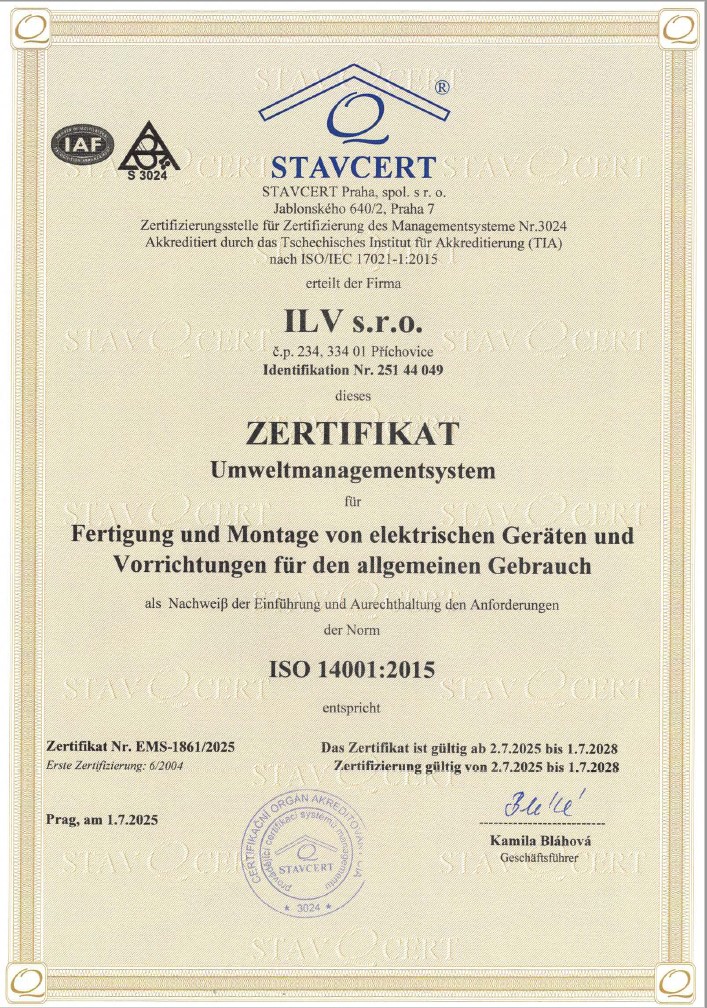 STAVCERT
®
IAF
S 3024
STAVCERT
STAVCERT Praha, spol. s r. o.
Jablonského 640/2, Praha 7
Zertifizierungsstelle für Zertifizierung des Managementsysteme Nr.3024
Akkreditiert durch das Tschechisches Institut für Akkreditierung (TIA)
nach ISO/IEC 17021-1:2015
erteilt der Firma
ILV s.r.o.
č.p. 234, 334 01 Příchovice
Identifikation Nr. 251 44 049
dieses
ZERTIFIKAT
Umweltmanagementsystem
für
Fertigung und Montage von elektrischen Geräten und
Vorrichtungen für den allgemeinen Gebrauch
als Nachweiß der Einführung und Aurechthaltung den Anforderungen
der Norm
ISO 14001:2015
entspricht
Zertifikat Nr. EMS-1861/2025
Das Zertifikat ist gültig ab 2.7.2025 bis 1.7.2028
Erste Zertifizierung: 6/2004
Zertifizierung gültig von 2.7.2025 bis 1.7.2028
Prag, am 1.7.2025
CERTIFIKAČNÍ ORGÁN AKREDITOVANÝ
provádějící certifikaci systémů managementu
STAVCERT
★ 3024 ★
Kamila Bláhová
Geschäftsführer